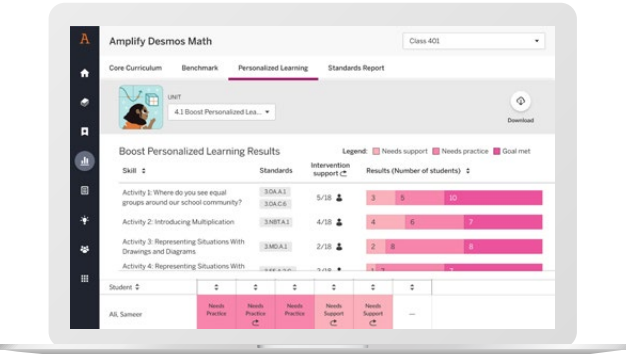 A
Amplify Desmos Math
Class 401
Core Curriculum Benchmark Personalized Learning Standards Report
UNIT
4.1 Boost Personalized Lea...
Download
Boost Personalized Learning Results
Legend: Needs support Needs practice Goal met
Skill Standards Intervention support Results (Number of students)
Activity 1: Where do you see equal groups around our school community? 3.OA.A.1 3.OA.C.6 5/18 3 5 10
Activity 2: Introducing Multiplication 3.NBT.A.1 4/18 4 6 7
Activity 3: Representing Situations With Drawings and Diagrams 3.MD.A.1 2/18 2 8 8
Activity 4: Representing Situations With
Student
Ali, Sameer Needs Practice Needs Practice Needs Practice Needs Support Needs Support —